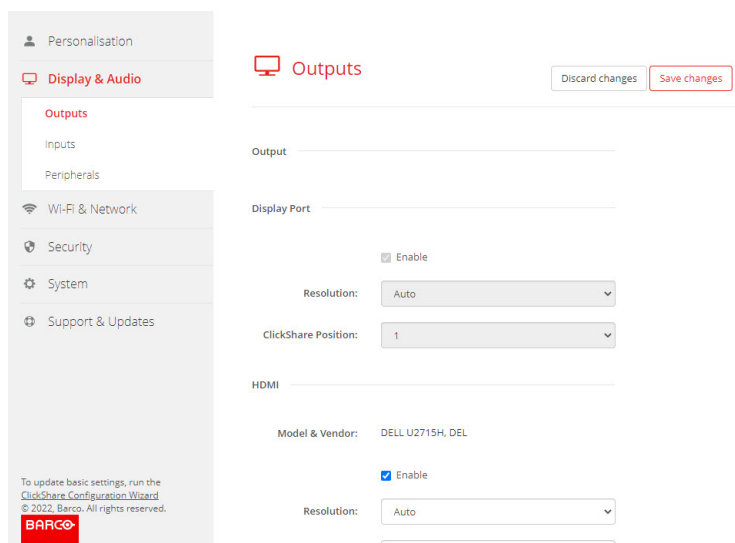 Personalisation
Display & Audio
Outputs
Inputs
Peripherals
Wi-Fi & Network
Security
System
Support & Updates
To update basic settings, run the
ClickShare Configuration Wizard
© 2022, Barco. All rights reserved.
BARCO
Outputs
Discard changes
Save changes
Output
Display Port
Enable
Resolution: Auto
ClickShare Position: 1
HDMI
Model & Vendor: DELL U2715H, DEL
Enable
Resolution: Auto